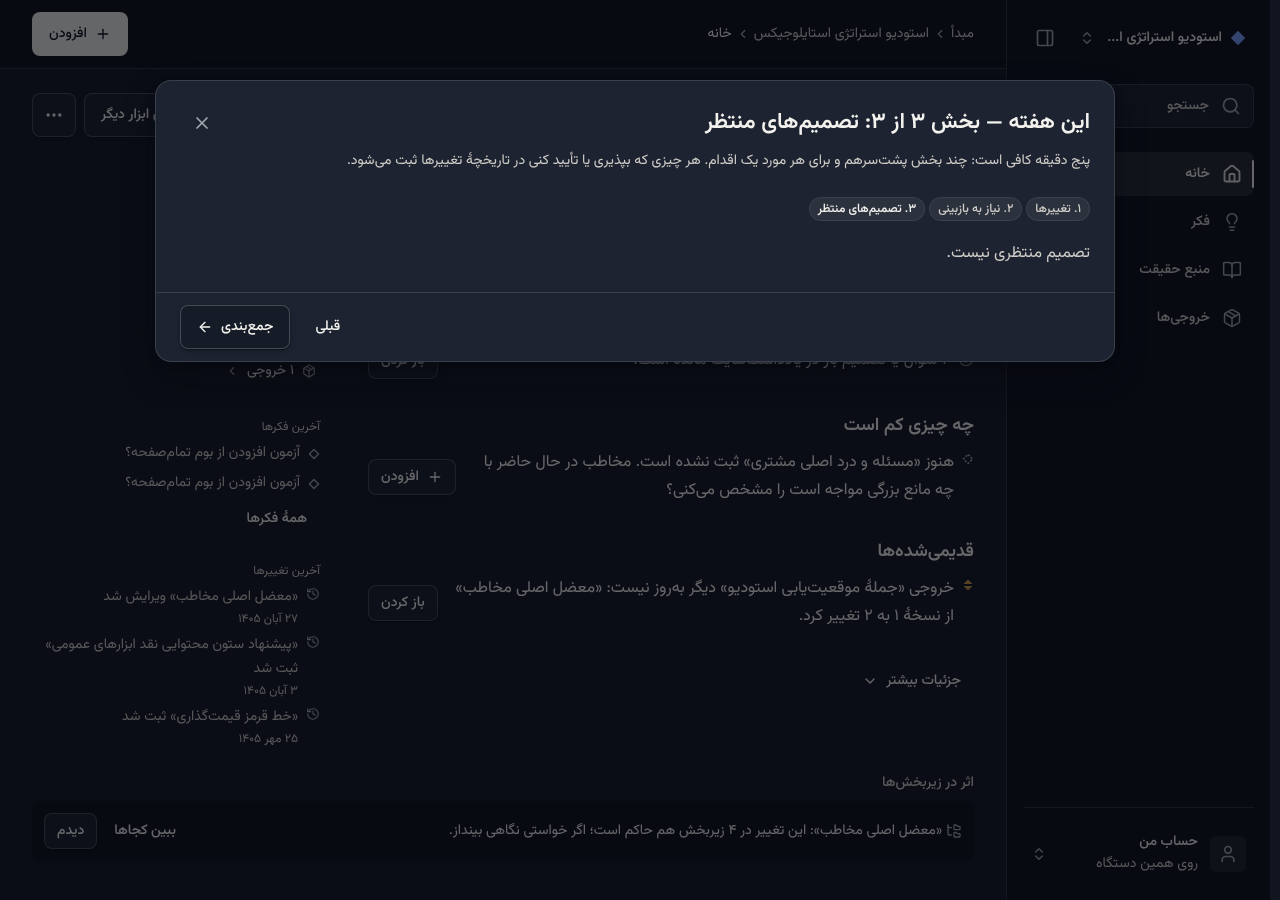 استودیو استراتژی ا...
جستجو
خانه
فکر
منبع حقیقت
خروجی‌ها
حساب من
روی همین دستگاه
مبدأ › استودیو استراتژی استایلوجیکس › خانه
افزودن
ابزار دیگر
این هفته — بخش ۳ از ۳: تصمیم‌های منتظر
پنج دقیقه کافی است: چند بخش پشت‌سرهم و برای هر مورد یک اقدام. هر چیزی که بپذیری یا تأیید کنی در تاریخچهٔ تغییرها ثبت می‌شود.
۱. تغییرها
۲. نیاز به بازبینی
۳. تصمیم‌های منتظر
تصمیم منتظری نیست.
قبلی
جمع‌بندی
چه چیزی کم است
هنوز «مسئله و درد اصلی مشتری» ثبت نشده است. مخاطب در حال حاضر با
چه مانع بزرگی مواجه است را مشخص می‌کنی؟
افزودن
قدیمی‌شده‌ها
خروجی «جملهٔ موقعیت‌یابی استودیو» دیگر به‌روز نیست: «معضل اصلی مخاطب»
از نسخهٔ ۱ به ۲ تغییر کرد.
باز کردن
جزئیات بیشتر
۱ خروجی
آخرین فکرها
آزمون افزودن از بوم تمام‌صفحه؟
آزمون افزودن از بوم تمام‌صفحه؟
همهٔ فکرها
آخرین تغییرها
«معضل اصلی مخاطب» ویرایش شد
۲۷ آبان ۱۴۰۵
«پیشنهاد ستون محتوایی نقد ابزارهای عمومی»
ثبت شد
۳ آبان ۱۴۰۵
«خط قرمز قیمت‌گذاری» ثبت شد
۲۵ مهر ۱۴۰۵
اثر در زیربخش‌ها
«معضل اصلی مخاطب»: این تغییر در ۴ زیربخش هم حاکم است؛ اگر خواستی نگاهی بینداز.
ببین کجاها
دیدم